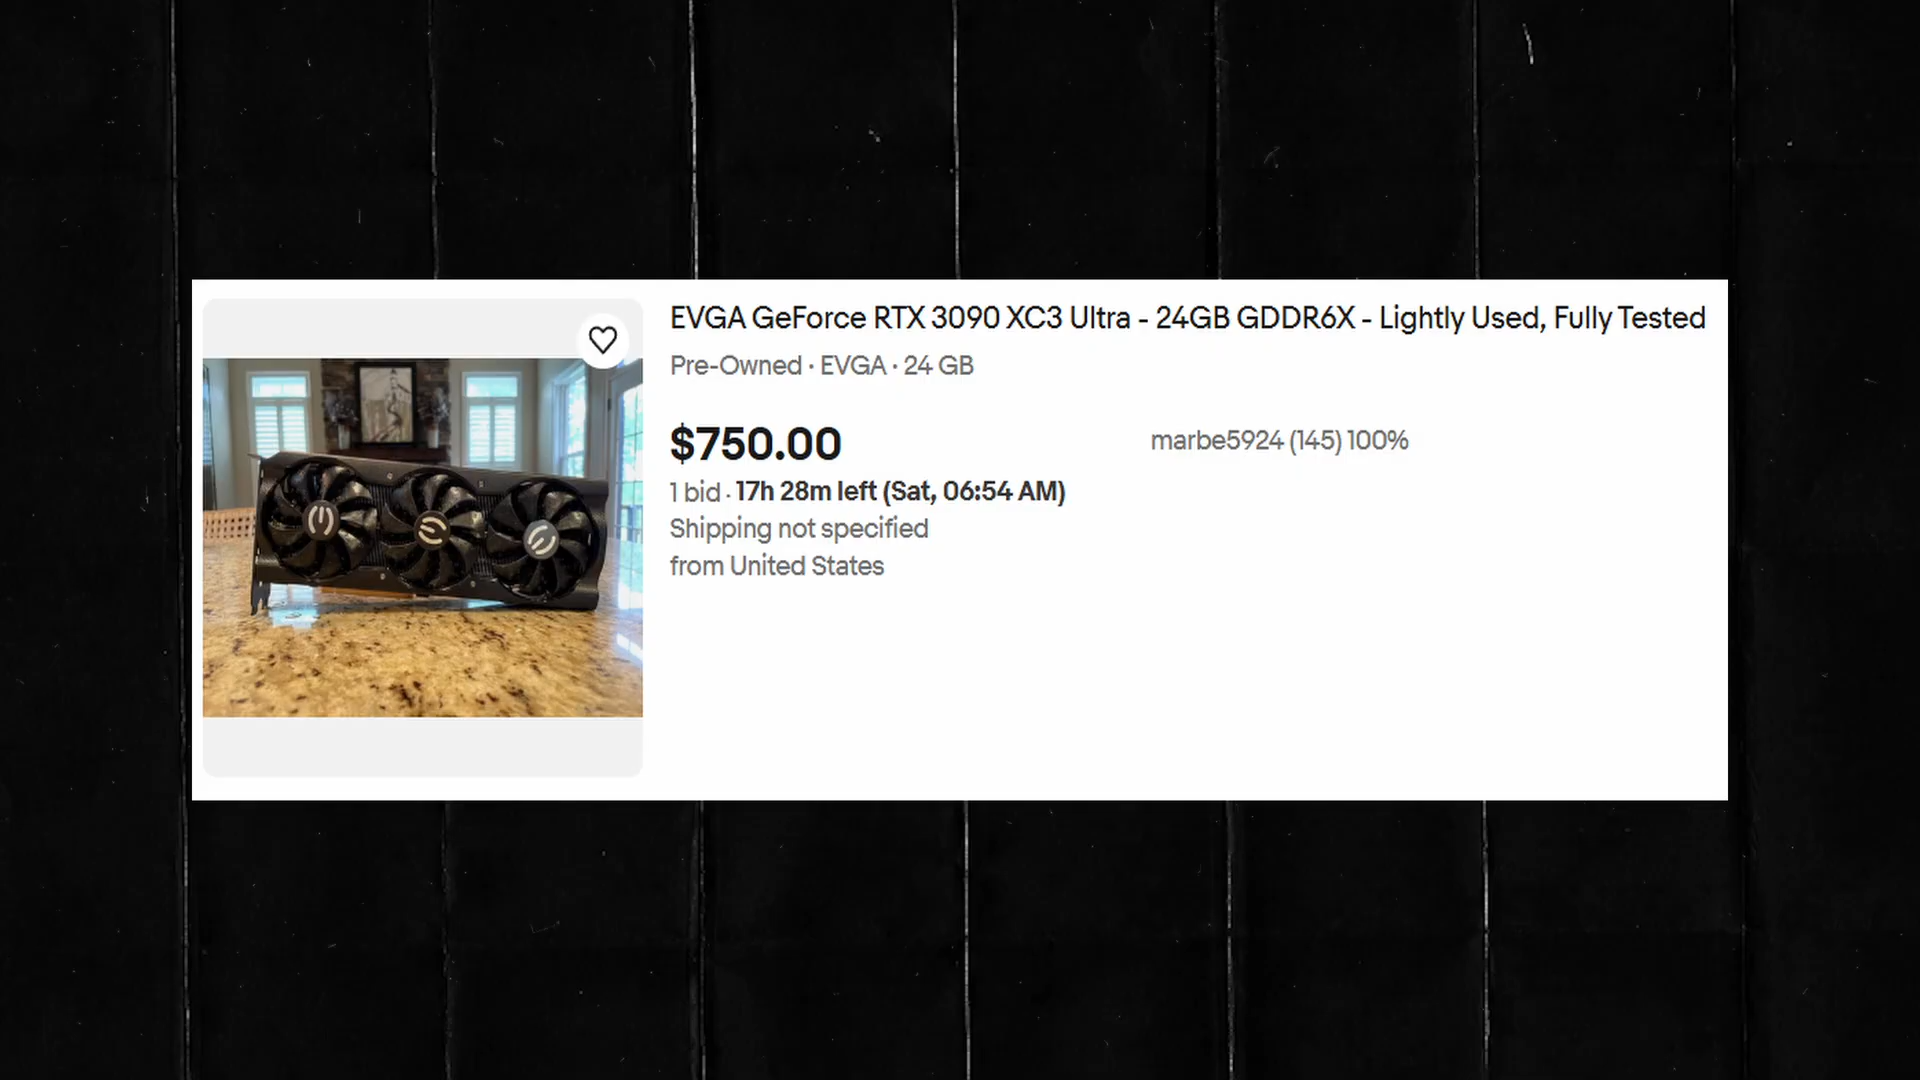 EVGA GeForce RTX 3090 XC3 Ultra - 24GB GDDR6X - Lightly Used, Fully Tested
Pre-Owned · EVGA · 24 GB
$750.00
marbe5924 (145) 100%
1 bid · 17h 28m left (Sat, 06:54 AM)
Shipping not specified
from United States